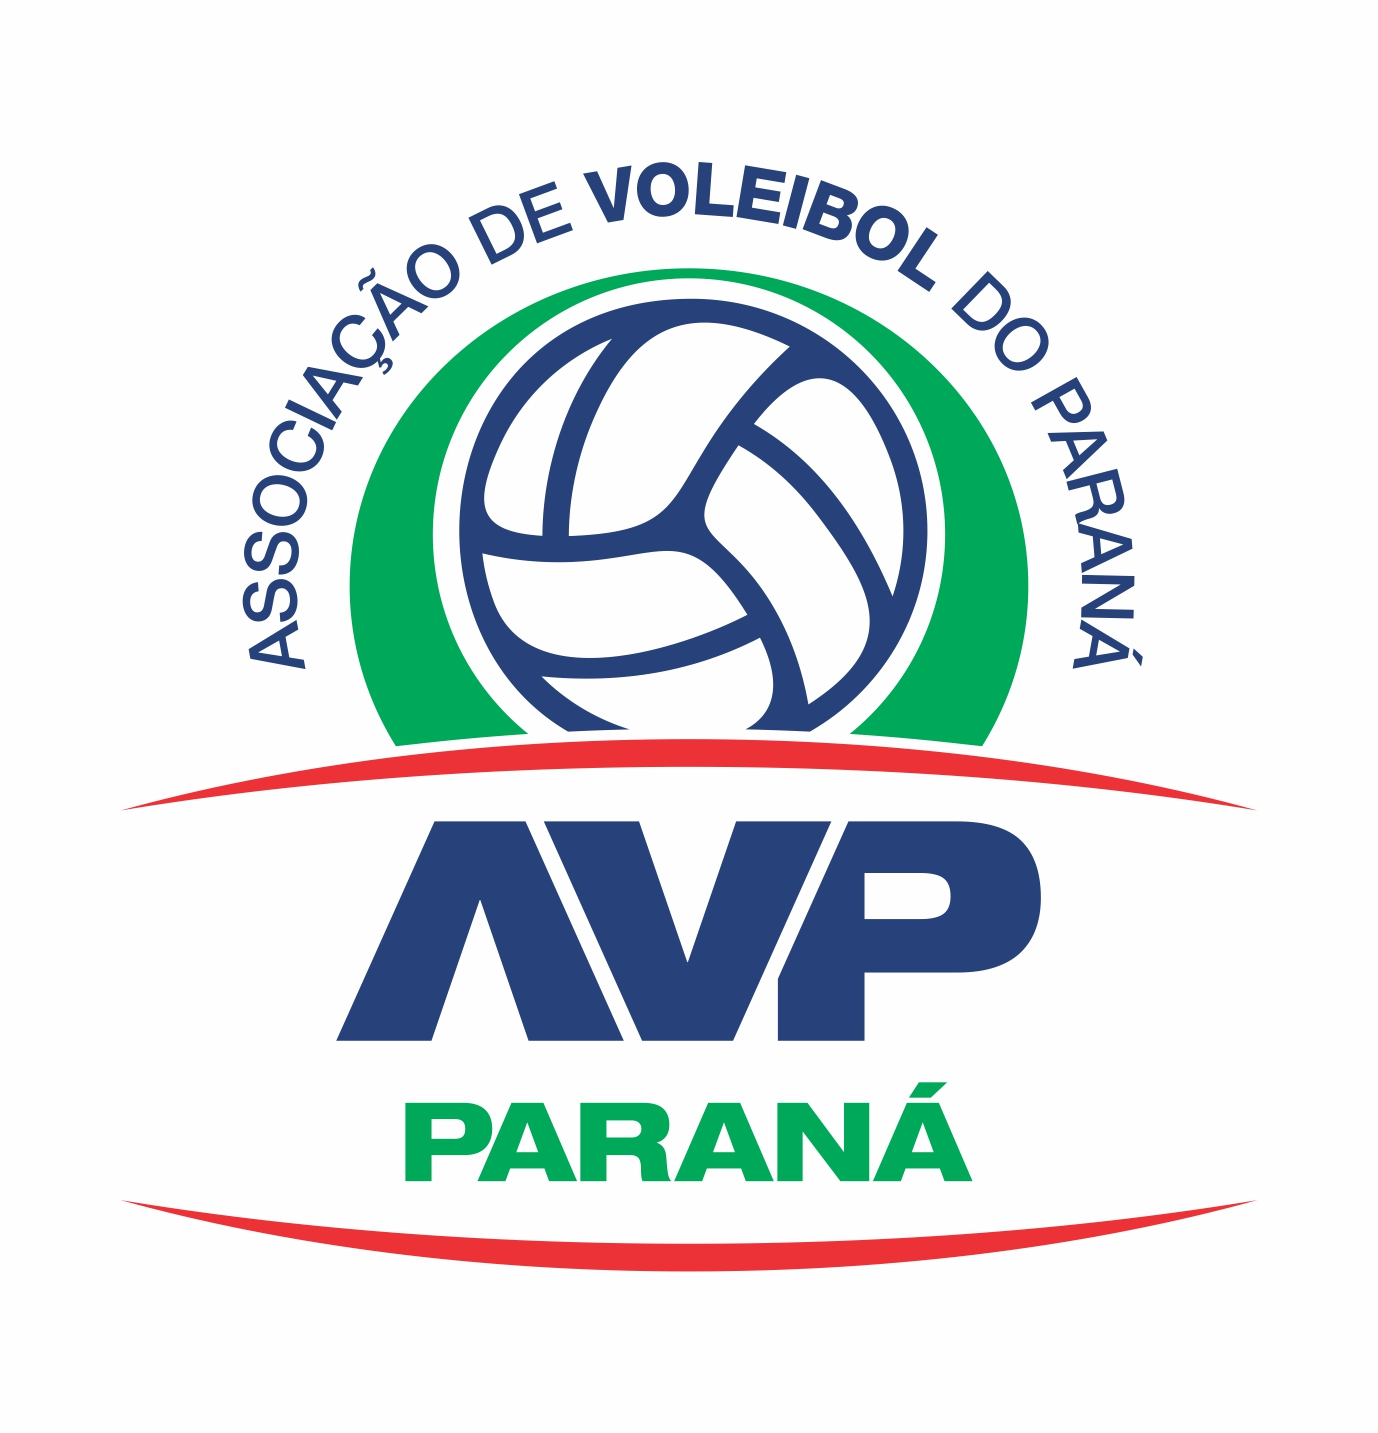 ASSOCIAÇÃO DE VOLEIBOL DO PARANÁ
AVP
PARANÁ